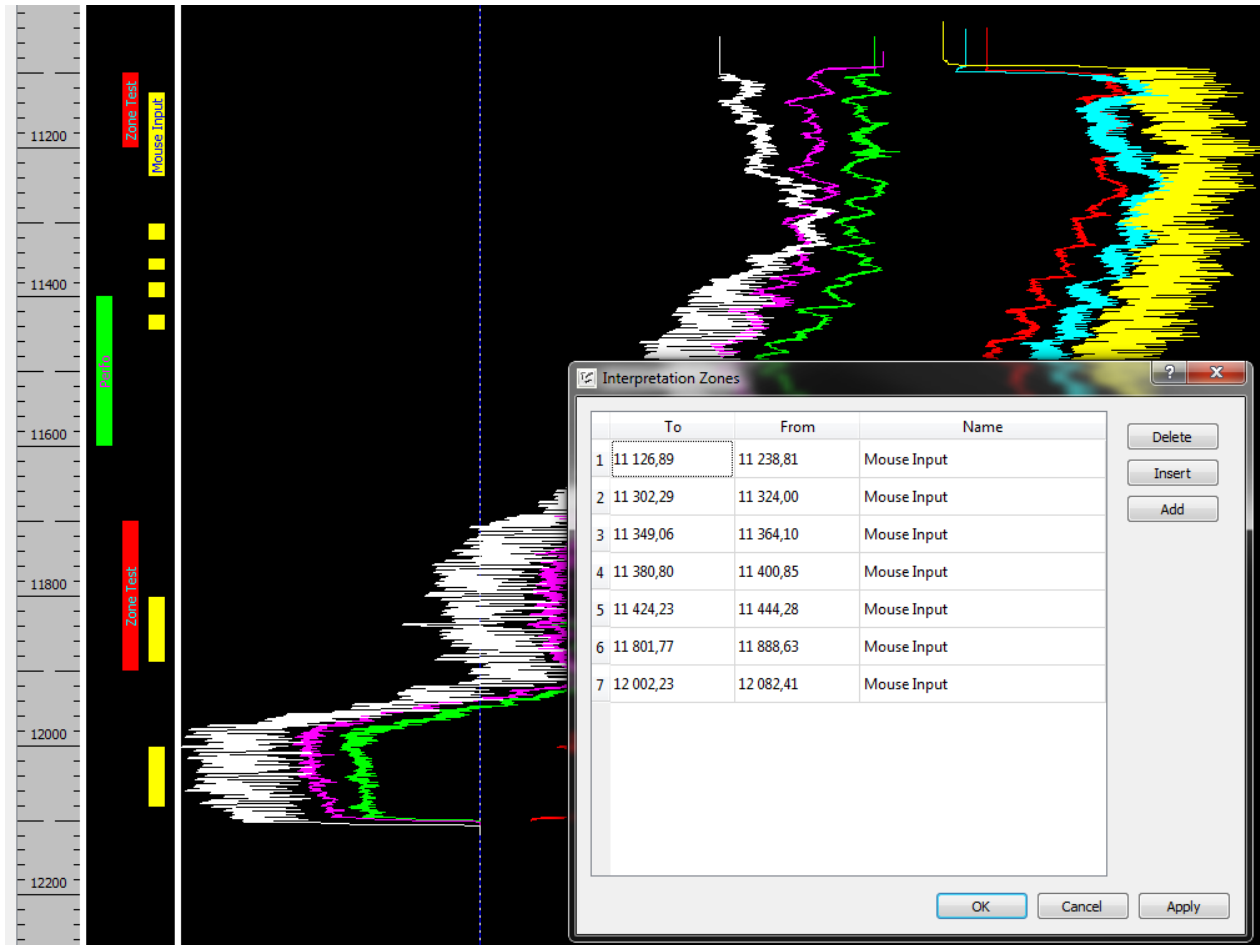 11200
11400
11600
11800
12000
12200
Zone Test
Mouse Input
Perfo
Zone Test
Interpretation Zones
?
X
To From Name
1 11 126,89 11 238,81 Mouse Input
2 11 302,29 11 324,00 Mouse Input
3 11 349,06 11 364,10 Mouse Input
4 11 380,80 11 400,85 Mouse Input
5 11 424,23 11 444,28 Mouse Input
6 11 801,77 11 888,63 Mouse Input
7 12 002,23 12 082,41 Mouse Input
Delete
Insert
Add
OK Cancel Apply